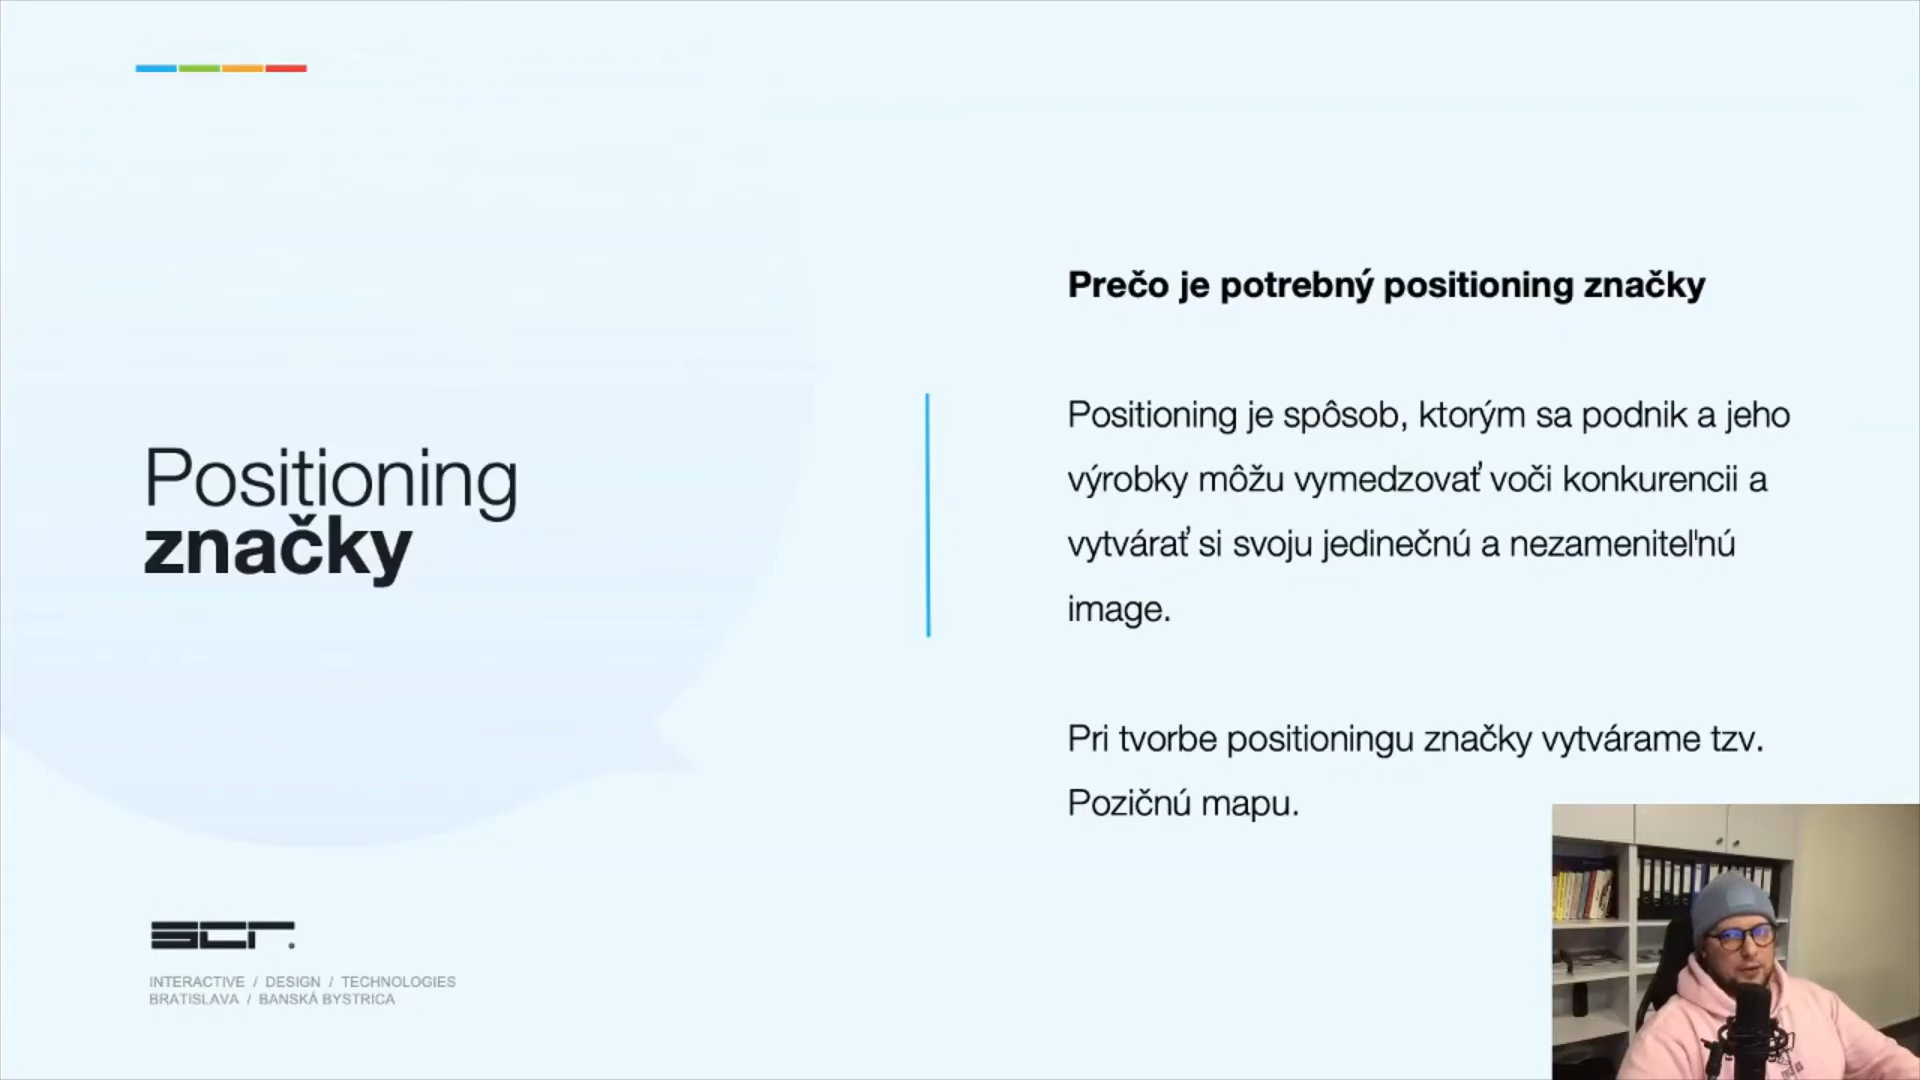 Positioning
značky
Prečo je potrebný positioning značky
Positioning je spôsob, ktorým sa podnik a jeho
výrobky môžu vymedzovať voči konkurencii a
vytvárať si svoju jedinečnú a nezameniteľnú
image.
Pri tvorbe positioningu značky vytvárame tzv.
Pozičnú mapu.
scr.
INTERACTIVE / DESIGN / TECHNOLOGIES
BRATISLAVA / BANSKÁ BYSTRICA